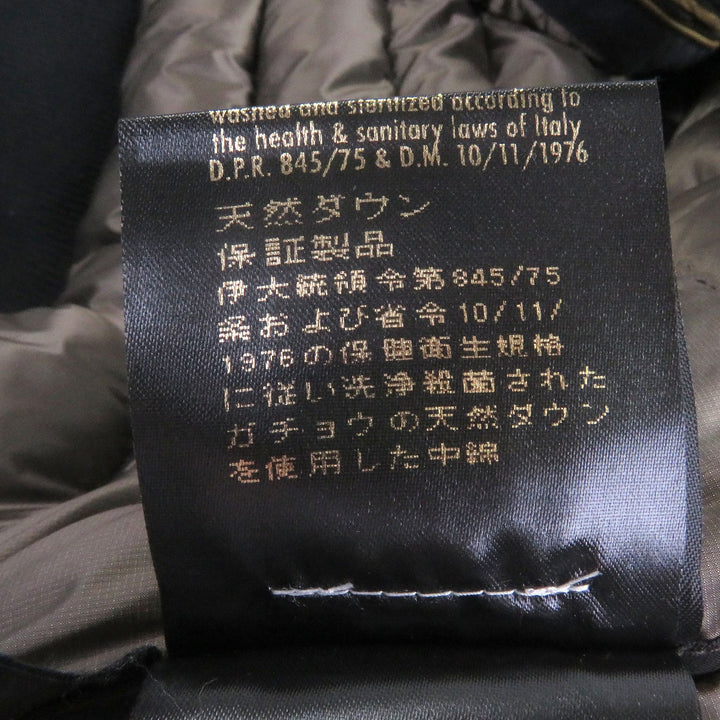 washed and sterilized according to
the health & sanitary laws of Italy
D.P.R. 845/75 & D.M. 10/11/1976
天然ダウン
保証製品
伊大統領令第845/75
条および省令10/11/
1976の保健衛生規格
に従い洗浄殺菌された
ガチョウの天然ダウン
を使用した中綿